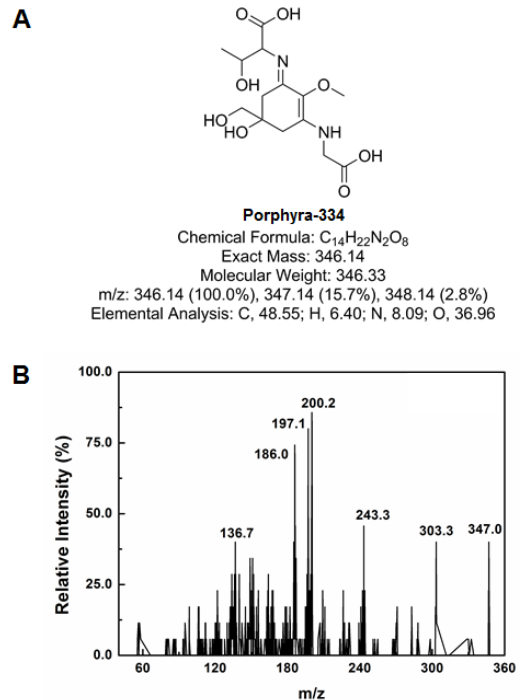 A
O
OH
N
OH
O
HO
HO
NH
OH
O
Porphyra-334
Chemical Formula: C₁₄H₂₂N₂O₈
Exact Mass: 346.14
Molecular Weight: 346.33
m/z: 346.14 (100.0%), 347.14 (15.7%), 348.14 (2.8%)
Elemental Analysis: C, 48.55; H, 6.40; N, 8.09; O, 36.96
B
100.0
75.0
50.0
25.0
0.0
Relative Intensity (%)
136.7
186.0
197.1
200.2
243.3
303.3
347.0
60 120 180 240 300 360
m/z